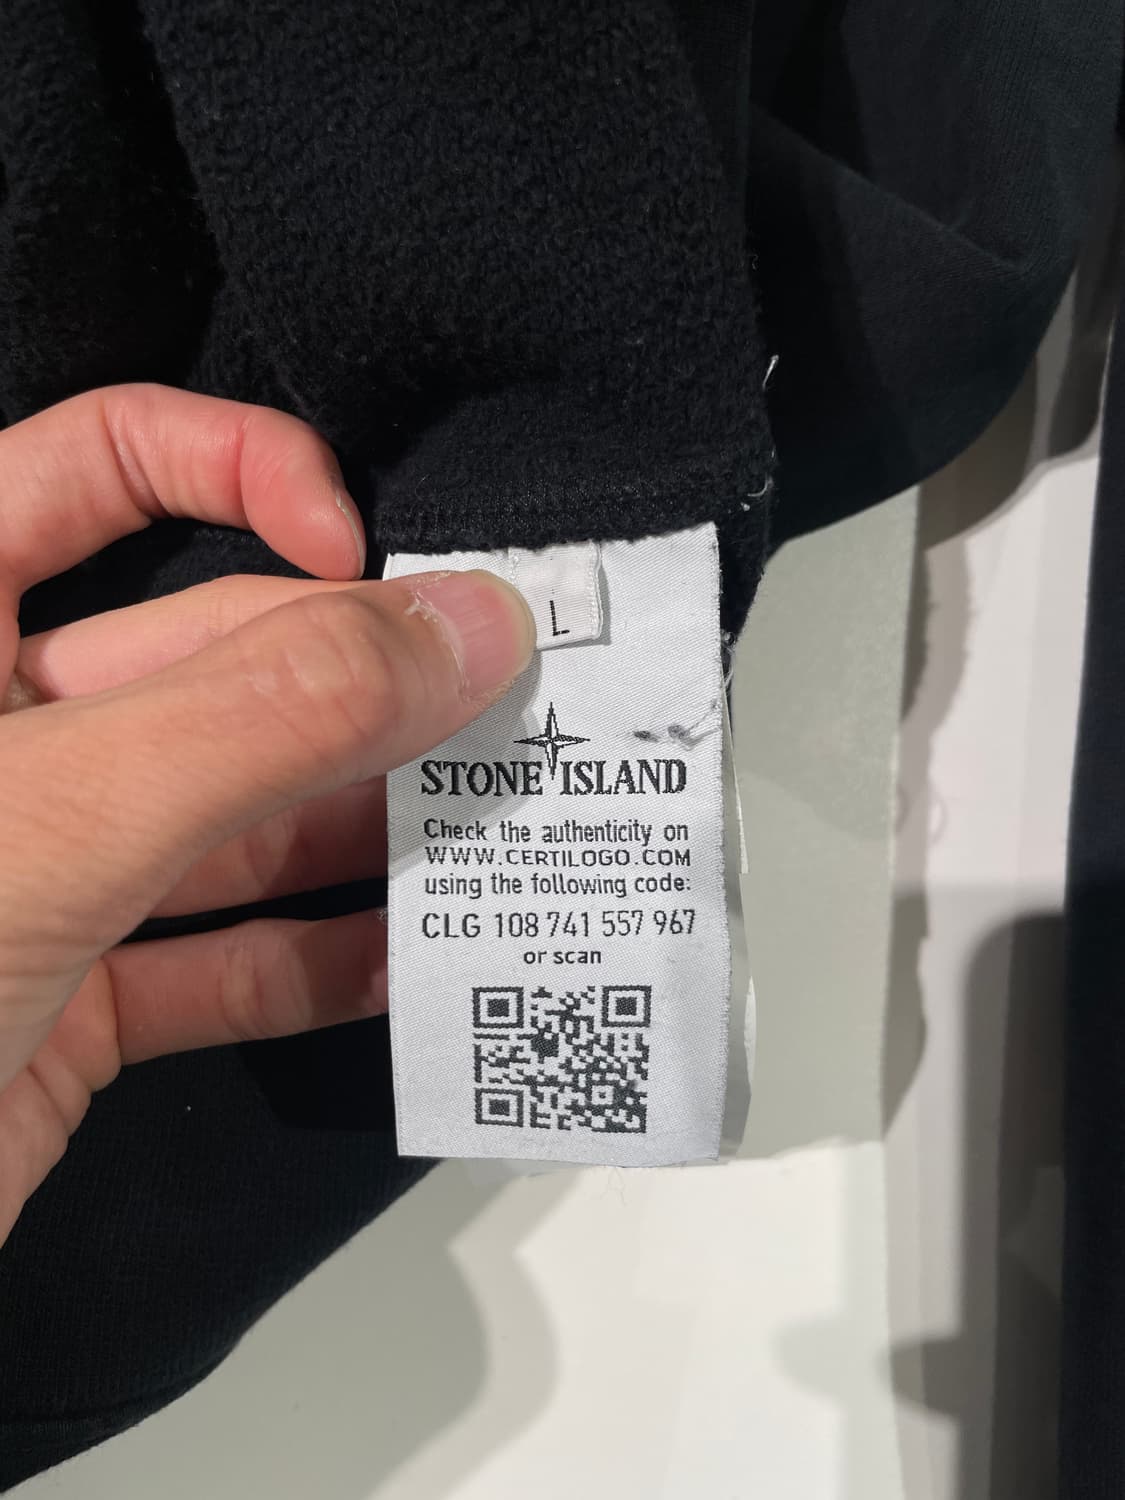 L
STONE ISLAND
Check the authenticity on
WWW.CERTILOGO.COM
using the following code:
CLG 108 741 557 967
or scan